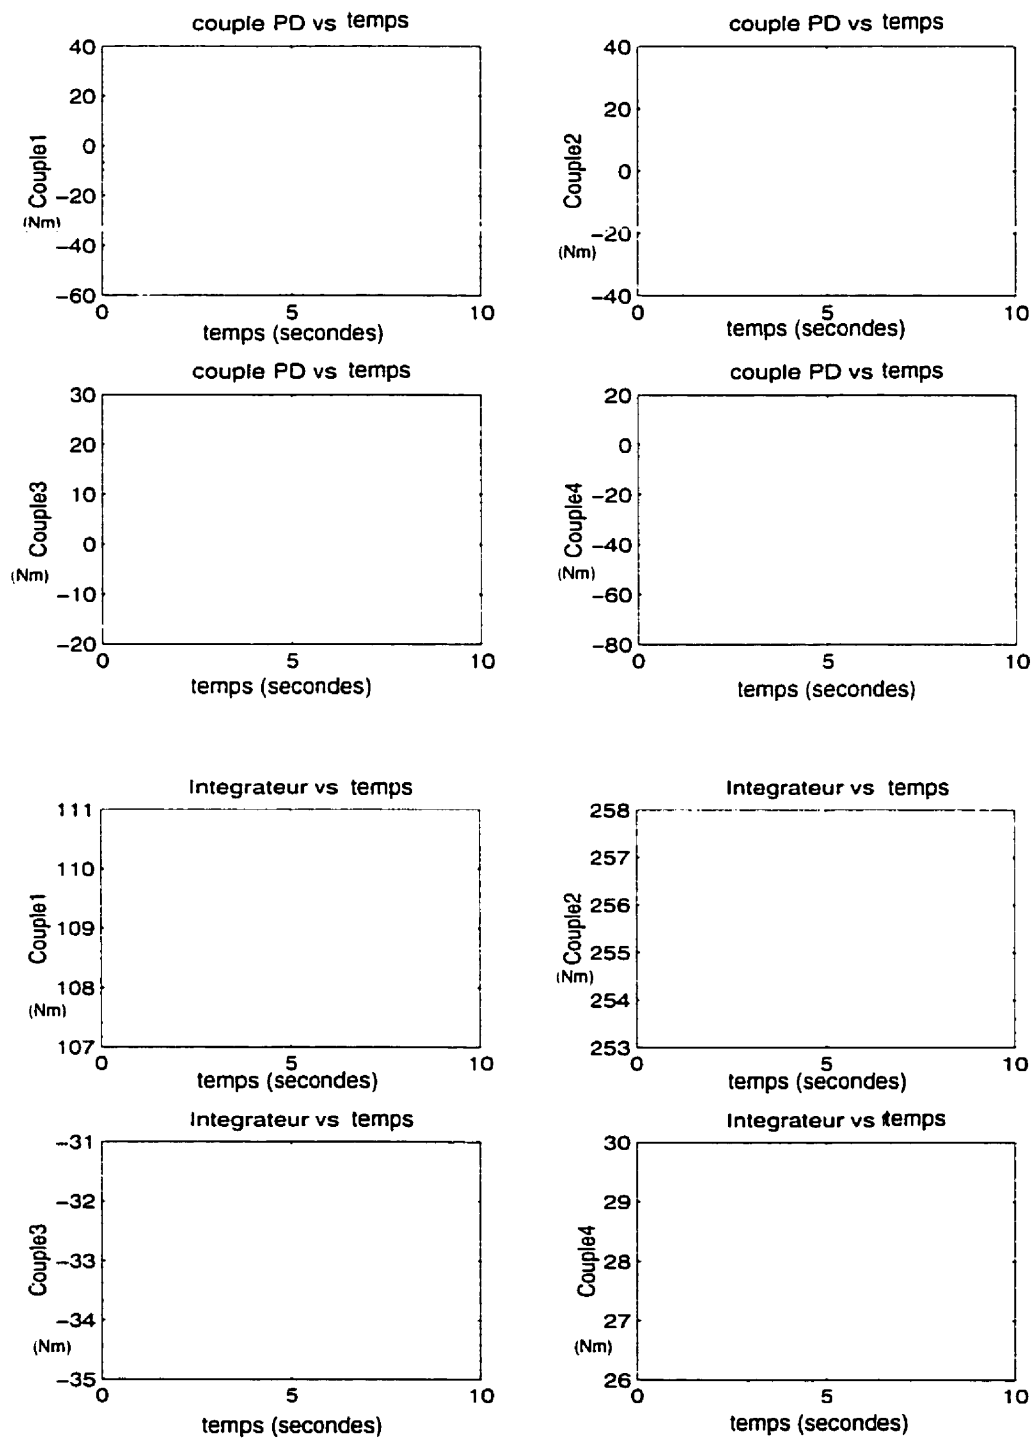 couple PD vs temps
40
20
0
-20
-40
-60
Couple1
(Nm)
0 5 10
temps (secondes)
couple PD vs temps
40
20
0
-20
-40
Couple2
(Nm)
0 5 10
temps (secondes)
couple PD vs temps
30
20
10
0
-10
-20
Couple3
(Nm)
0 5 10
temps (secondes)
couple PD vs temps
20
0
-20
-40
-60
-80
Couple4
(Nm)
0 5 10
temps (secondes)
Integrateur vs temps
111
110
109
108
107
Couple1
(Nm)
0 5 10
temps (secondes)
Integrateur vs temps
258
257
256
255
254
253
Couple2
(Nm)
0 5 10
temps (secondes)
Integrateur vs temps
-31
-32
-33
-34
-35
Couple3
(Nm)
0 5 10
temps (secondes)
Integrateur vs temps
30
29
28
27
26
Couple4
(Nm)
0 5 10
temps (secondes)